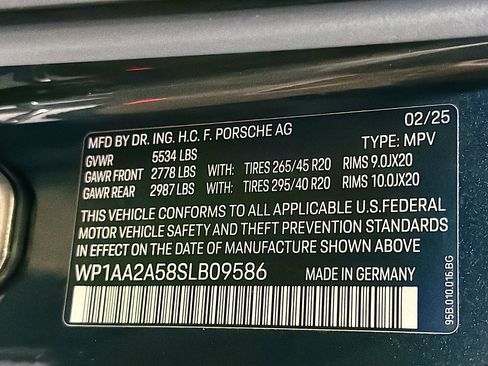 02/25
MFD BY DR. ING. H.C. F. PORSCHE AG TYPE: MPV
GVWR 5534 LBS
GAWR FRONT 2778 LBS WITH: TIRES 265/45 R20 RIMS 9.0JX20
GAWR REAR 2987 LBS WITH: TIRES 295/40 R20 RIMS 10.0JX20
THIS VEHICLE CONFORMS TO ALL APPLICABLE U.S.FEDERAL
MOTOR VEHICLE SAFETY AND THEFT PREVENTION STANDARDS
IN EFFECT ON THE DATE OF MANUFACTURE SHOWN ABOVE
WP1AA2A58SLB09586 MADE IN GERMANY
95B.010.016.BG